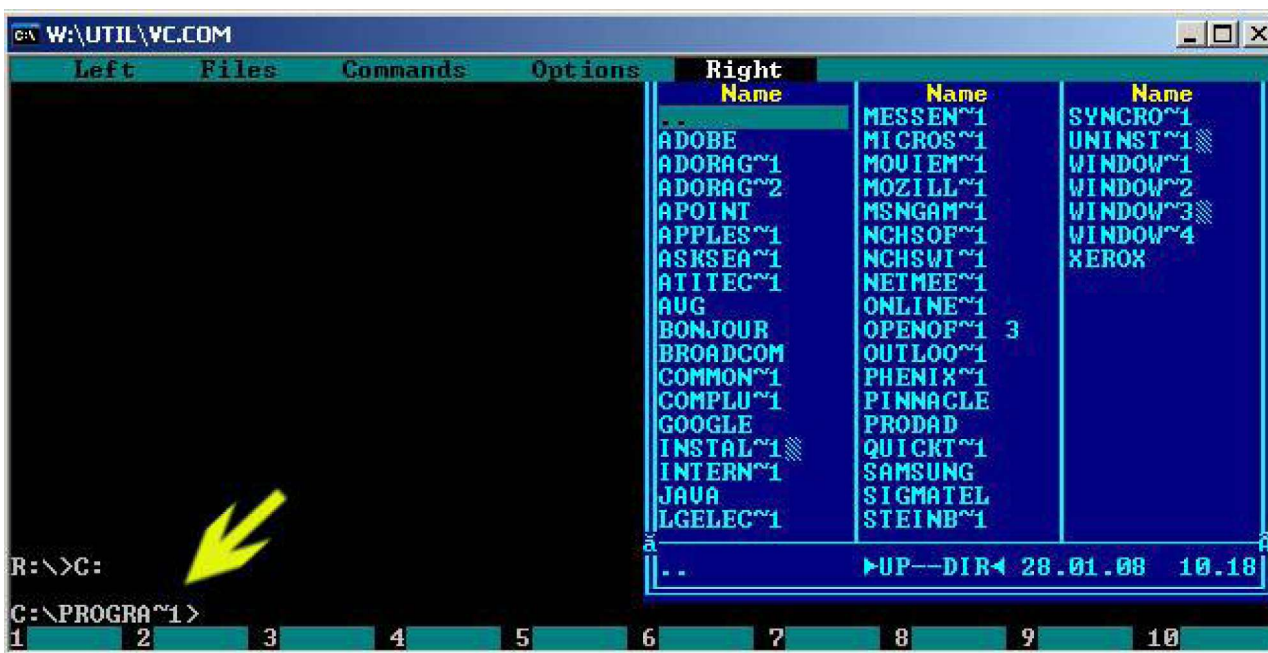 W:\UTIL\VC.COM
Left Files Commands Options Right
Name Name Name
.. MESSEN~1 SYNCRO~1
ADOBE MICROS~1 UNINST~1░
ADORAG~1 MOVIEM~1 WINDOW~1
ADORAG~2 MOZILL~1 WINDOW~2
APOINT MSNGAM~1 WINDOW~3░
APPLES~1 NCHSOF~1 WINDOW~4
ASKSEA~1 NCHSWI~1 XEROX
ATITEC~1 NETMEE~1
AVG ONLINE~1
BONJOUR OPENOF~1 3
BROADCOM OUTLOO~1
COMMON~1 PHENIX~1
COMPLU~1 PINNACLE
GOOGLE PRODAD
INSTAL~1░ QUICKT~1
INTERN~1 SAMSUNG
JAVA SIGMATEL
LGELEC~1 STEINB~1
R:\>C:
.. ►UP--DIR◄ 28.01.08 10.18
C:\PROGRA~1>
1 2 3 4 5 6 7 8 9 10